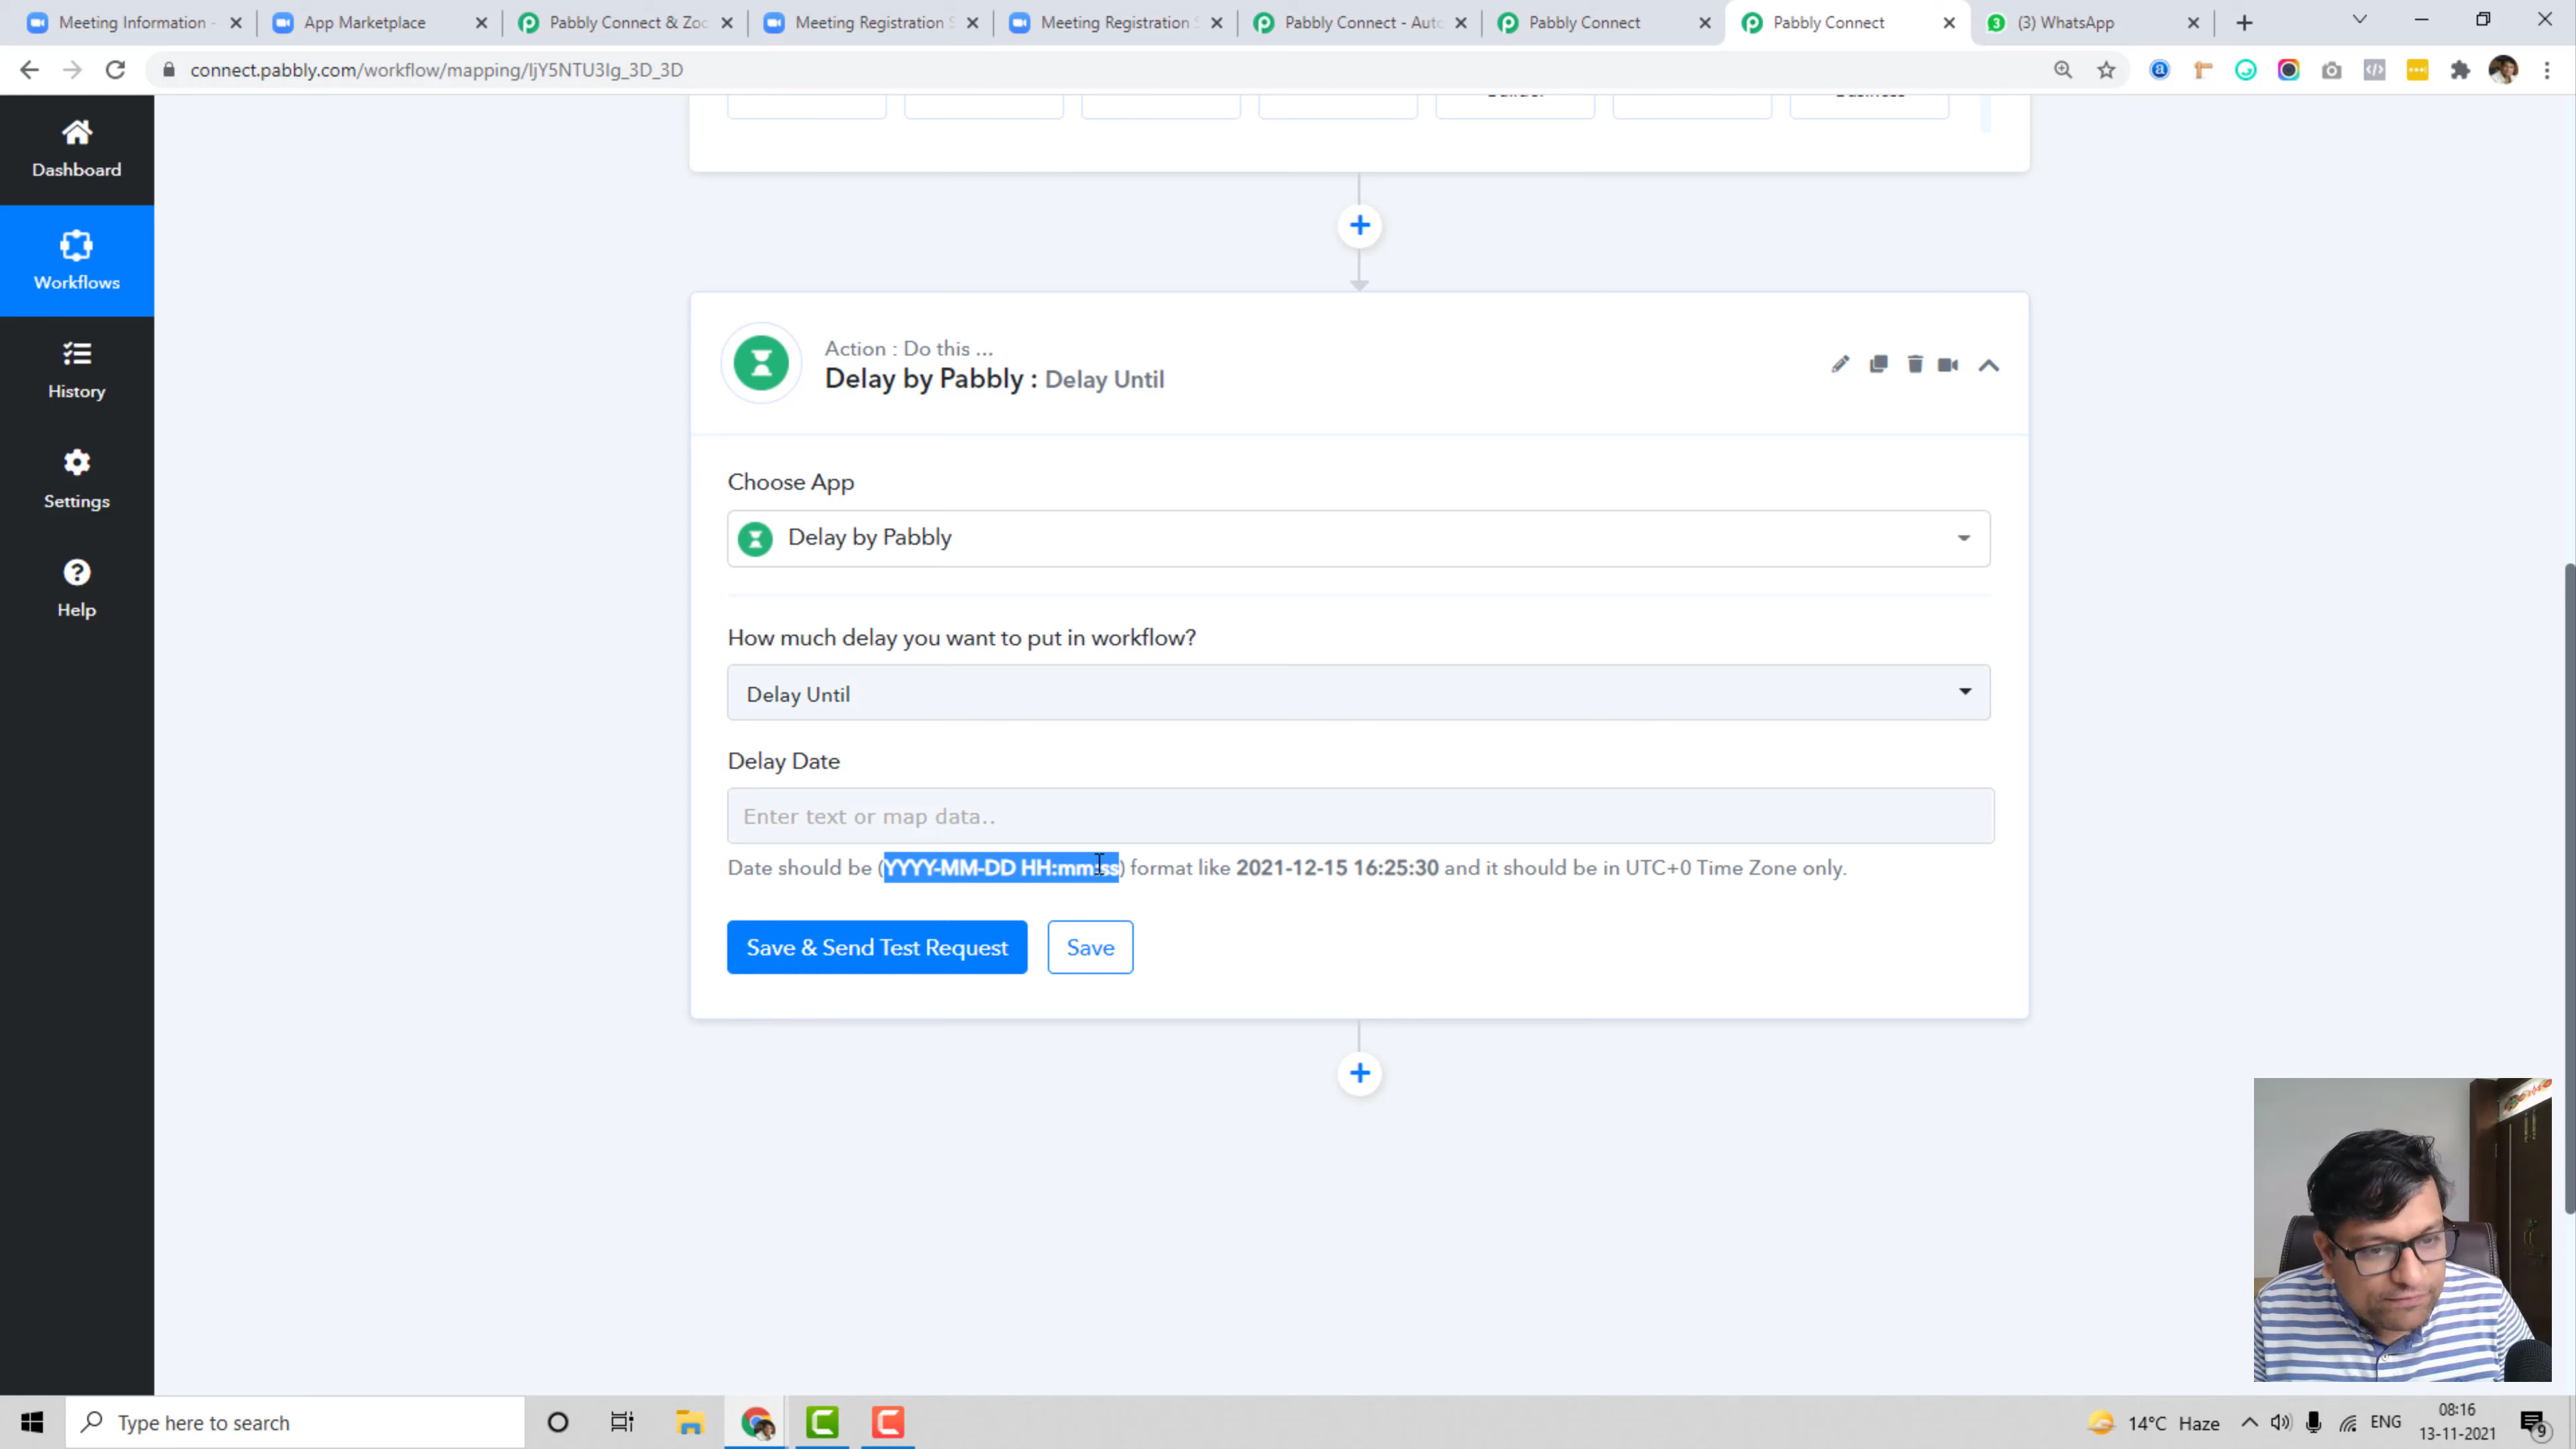 Meeting Information -
App Marketplace
Pabbly Connect & Zoo
Meeting Registration S
Meeting Registration S
Pabbly Connect - Auto
Pabbly Connect
Pabbly Connect
(3) WhatsApp
connect.pabbly.com/workflow/mapping/IjY5NTU3Ig_3D_3D
Dashboard
Workflows
History
Settings
Help
Builder
Business
Action : Do this ...
Delay by Pabbly : Delay Until
Choose App
Delay by Pabbly
How much delay you want to put in workflow?
Delay Until
Delay Date
Enter text or map data..
Date should be (YYYY-MM-DD HH:mm:ss) format like 2021-12-15 16:25:30 and it should be in UTC+0 Time Zone only.
Save & Send Test Request
Save
Type here to search
14°C Haze
ENG
08:16
13-11-2021
9